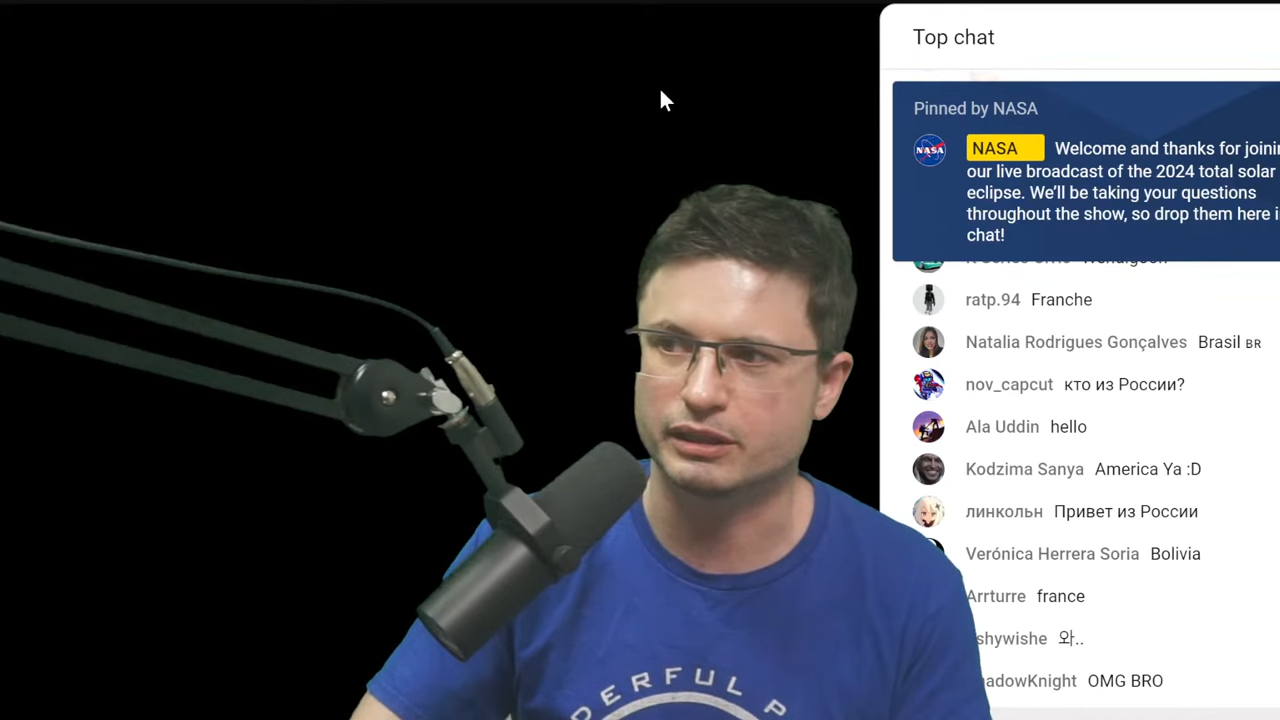 Top chat
Pinned by NASA
NASA
NASA Welcome and thanks for joini
our live broadcast of the 2024 total solar
eclipse. We'll be taking your questions
throughout the show, so drop them here i
chat!
ratp.94 Franche
Natalia Rodrigues Gonçalves Brasil BR
nov_capcut кто из России?
Ala Uddin hello
Kodzima Sanya America Ya :D
линкольн Привет из России
Verónica Herrera Soria Bolivia
Arrturre france
shywishe 와..
adowKnight OMG BRO
DERFUL P